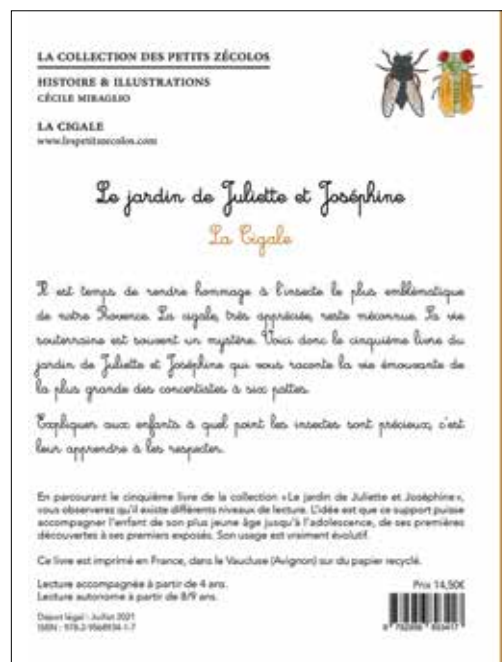 LA COLLECTION DES PETITS ZÉCOLOS
HISTOIRE & ILLUSTRATIONS
CÉCILE MIRAGLIO
LA CIGALE
www.lespetitszecolos.com
Le jardin de Juliette et Joséphine
La Cigale
Il est temps de rendre hommage à l'insecte le plus emblématique
de notre Provence. La cigale, très appréciée, reste méconnue. Sa vie
souterraine est souvent un mystère. Voici donc le cinquième livre du
jardin de Juliette et Joséphine qui vous raconte la vie émouvante de
la plus grande des concertistes à six pattes.
Expliquer aux enfants à quel point les insectes sont précieux, c'est
leur apprendre à les respecter.
En parcourant le cinquième livre de la collection «Le jardin de Juliette et Joséphine»,
vous observerez qu'il existe différents niveaux de lecture. L'idée est que ce support puisse
accompagner l'enfant de son plus jeune âge jusqu'à l'adolescence, de ses premières
découvertes à ses premiers exposés. Son usage est vraiment évolutif.
Ce livre est imprimé en France, dans le Vaucluse (Avignon) sur du papier recyclé.
Lecture accompagnée à partir de 4 ans.
Lecture autonome à partir de 8/9 ans.
Prix 14,50€
Dépôt légal : Juillet 2021
ISBN : 978-2-9568934-1-7